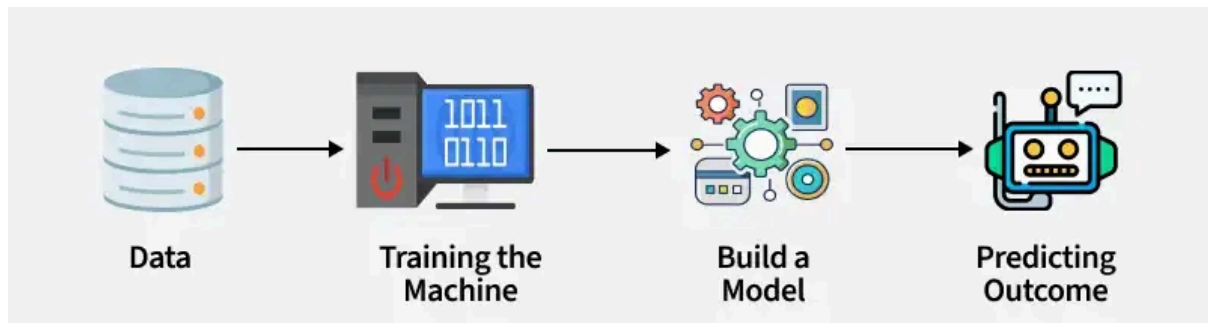 1011
0110
Data
Training the
Machine
Build a
Model
Predicting
Outcome